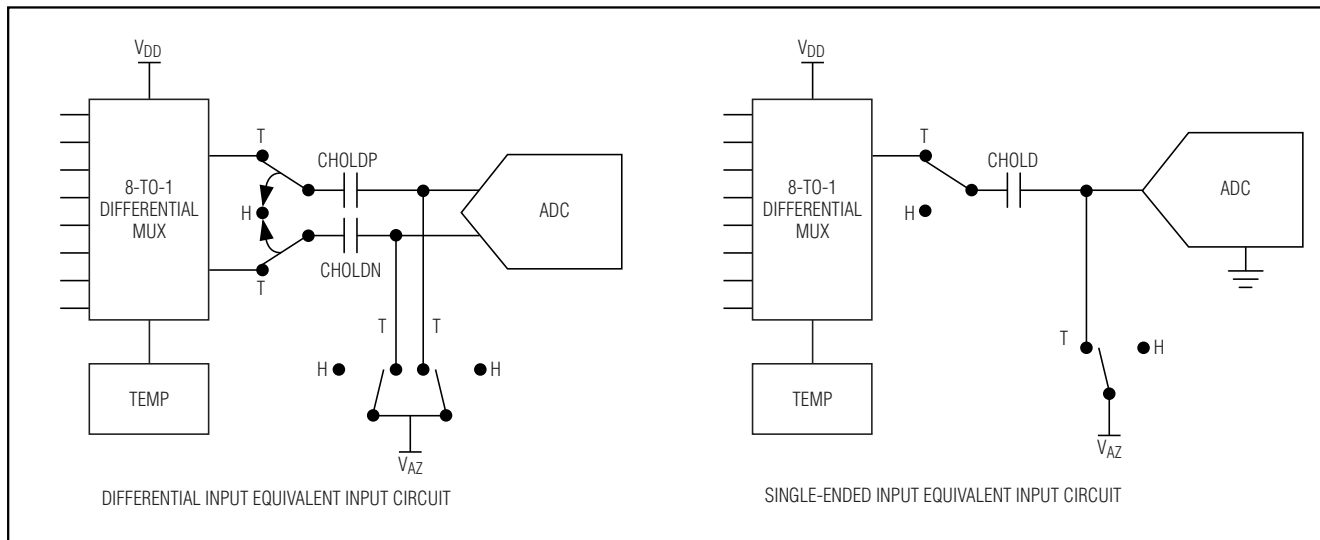 VDD
T
CHOLDP
8-TO-1
DIFFERENTIAL
MUX
H
ADC
CHOLDN
T
T
T
H
H
TEMP
VAZ
DIFFERENTIAL INPUT EQUIVALENT INPUT CIRCUIT
VDD
T
CHOLD
8-TO-1
DIFFERENTIAL
MUX
H
ADC
T
H
TEMP
VAZ
SINGLE-ENDED INPUT EQUIVALENT INPUT CIRCUIT